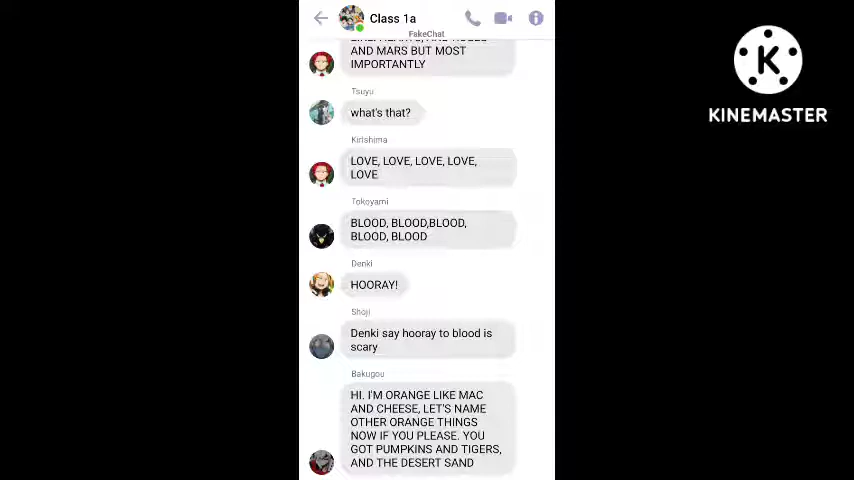 Class 1a
FakeChat
AND MARS BUT MOST
IMPORTANTLY
Tsuyu
what's that?
Kirishima
LOVE, LOVE, LOVE, LOVE,
LOVE
Tokoyami
BLOOD, BLOOD,BLOOD,
BLOOD, BLOOD
Denki
HOORAY!
Shoji
Denki say hooray to blood is
scary
Bakugou
HI. I'M ORANGE LIKE MAC
AND CHEESE, LET'S NAME
OTHER ORANGE THINGS
NOW IF YOU PLEASE. YOU
GOT PUMPKINS AND TIGERS,
AND THE DESERT SAND
K
KINEMASTER